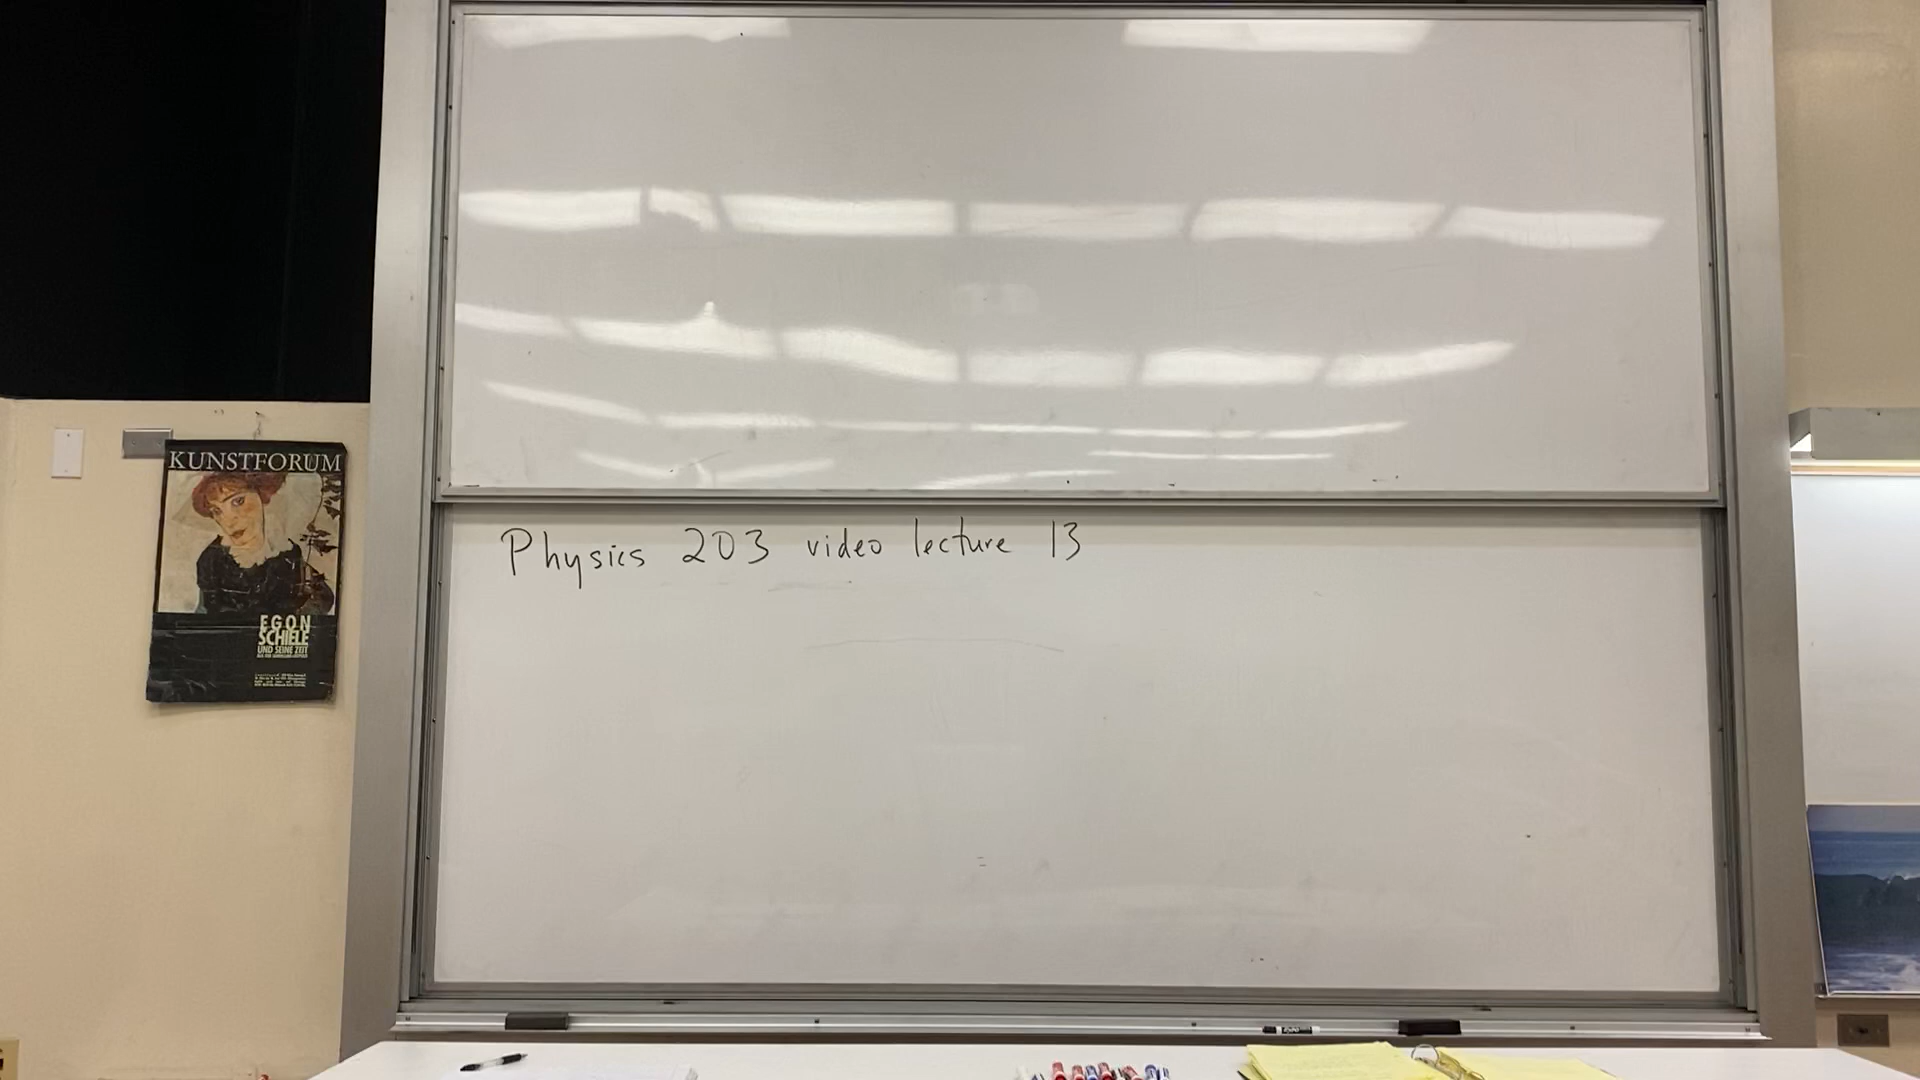 KUNSTFORUM
EGON
SCHIELE
UND SEINE ZEIT
Physics 203 video lecture 13